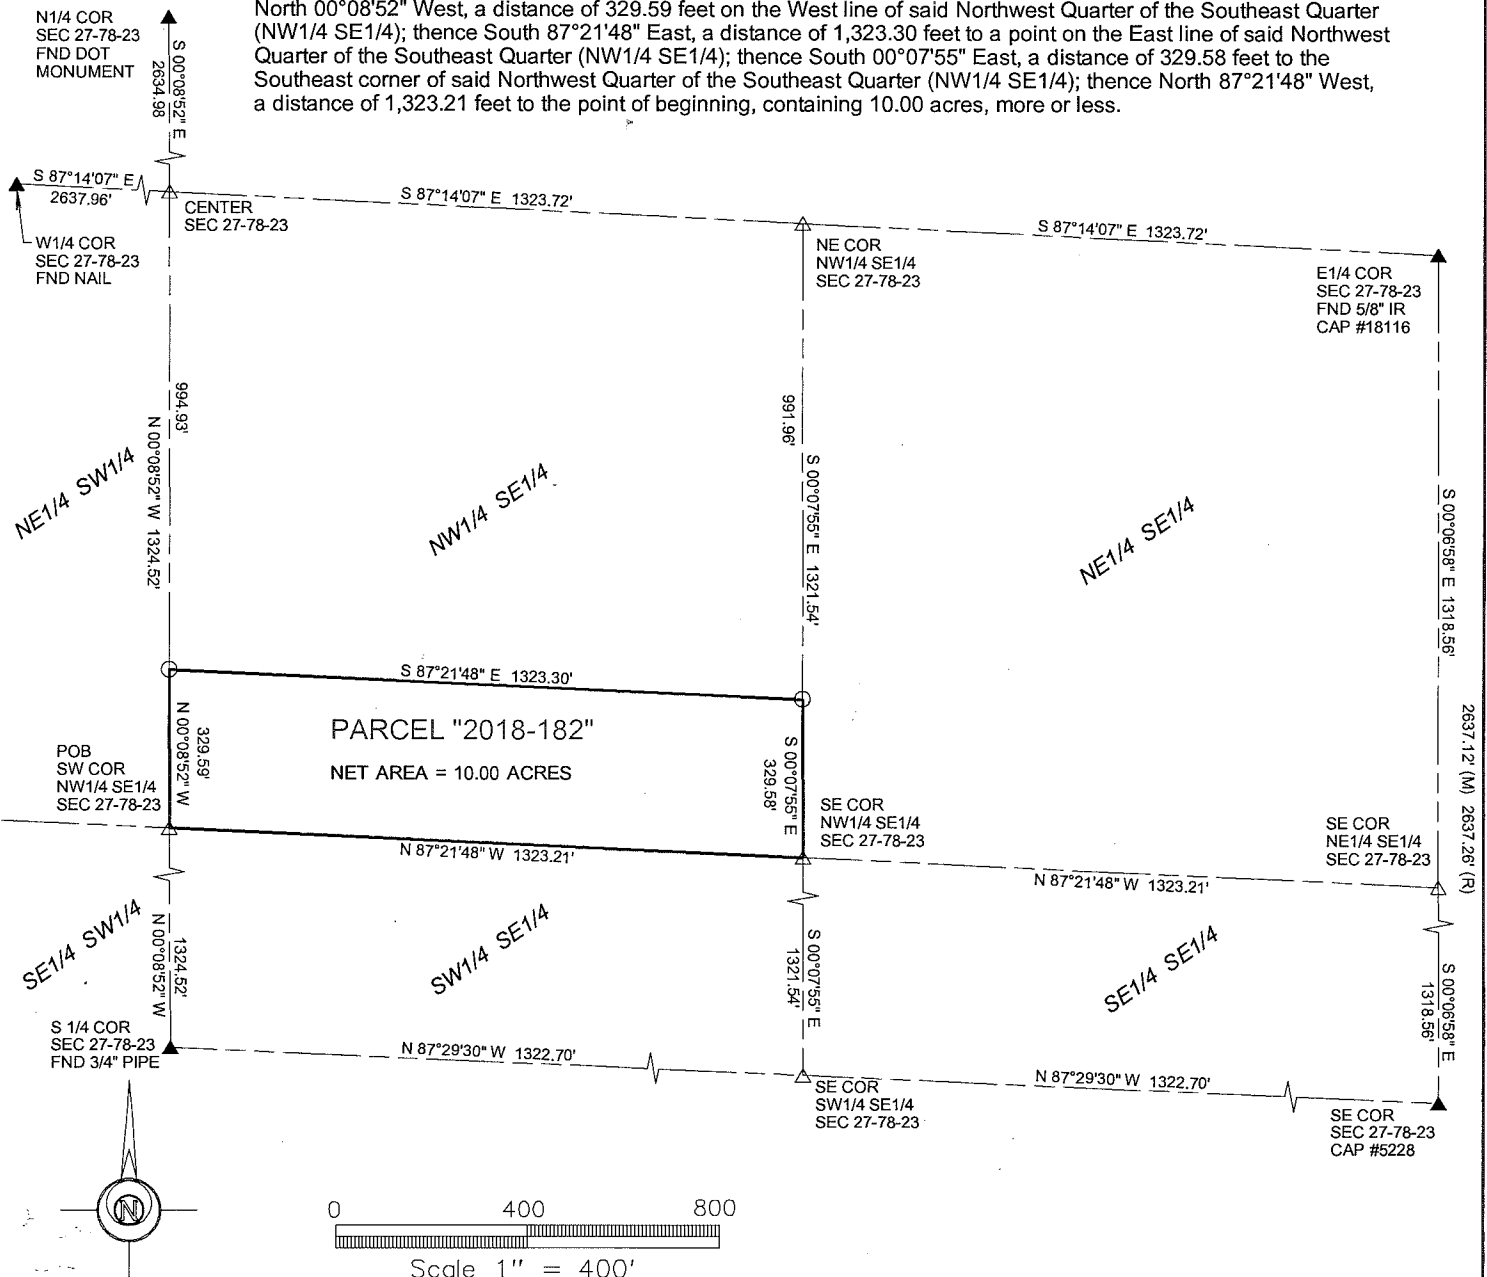 North 00°08'52" West, a distance of 329.59 feet on the West line of said Northwest Quarter of the Southeast Quarter
(NW1/4 SE1/4); thence South 87°21'48" East, a distance of 1,323.30 feet to a point on the East line of said Northwest
Quarter of the Southeast Quarter (NW1/4 SE1/4); thence South 00°07'55" East, a distance of 329.58 feet to the
Southeast corner of said Northwest Quarter of the Southeast Quarter (NW1/4 SE1/4); thence North 87°21'48" West,
a distance of 1,323.21 feet to the point of beginning, containing 10.00 acres, more or less.
N1/4 COR
SEC 27-78-23
FND DOT
MONUMENT
S 00°08'52" E
2634.98
S 87°14'07" E
2637.96'
W1/4 COR
SEC 27-78-23
FND NAIL
CENTER
SEC 27-78-23
S 87°14'07" E 1323.72'
NE COR
NW1/4 SE1/4
SEC 27-78-23
S 87°14'07" E 1323.72'
E1/4 COR
SEC 27-78-23
FND 5/8" IR
CAP #18116
994.93'
N 00°08'52" W 1324.52'
991.96'
S 00°07'55" E 1321.54'
S 00°06'58" E 1318.56'
NE1/4 SW1/4
NW1/4 SE1/4
NE1/4 SE1/4
S 87°21'48" E 1323.30'
PARCEL "2018-182"
NET AREA = 10.00 ACRES
329.59'
N 00°08'52" W
S 00°07'55" E
329.58'
2637.12' (M) 2637.26' (R)
POB
SW COR
NW1/4 SE1/4
SEC 27-78-23
SE COR
NW1/4 SE1/4
SEC 27-78-23
SE COR
NE1/4 SE1/4
SEC 27-78-23
N 87°21'48" W 1323.21'
N 87°21'48" W 1323.21'
SE1/4 SW1/4
SW1/4 SE1/4
SE1/4 SE1/4
1324.52'
N 00°08'52" W
S 00°07'55" E
1321.54'
S 00°06'58" E
1318.56'
S 1/4 COR
SEC 27-78-23
FND 3/4" PIPE
N 87°29'30" W 1322.70'
SE COR
SW1/4 SE1/4
SEC 27-78-23
N 87°29'30" W 1322.70'
SE COR
SEC 27-78-23
CAP #5228
N
0 400 800
Scale 1" = 400'